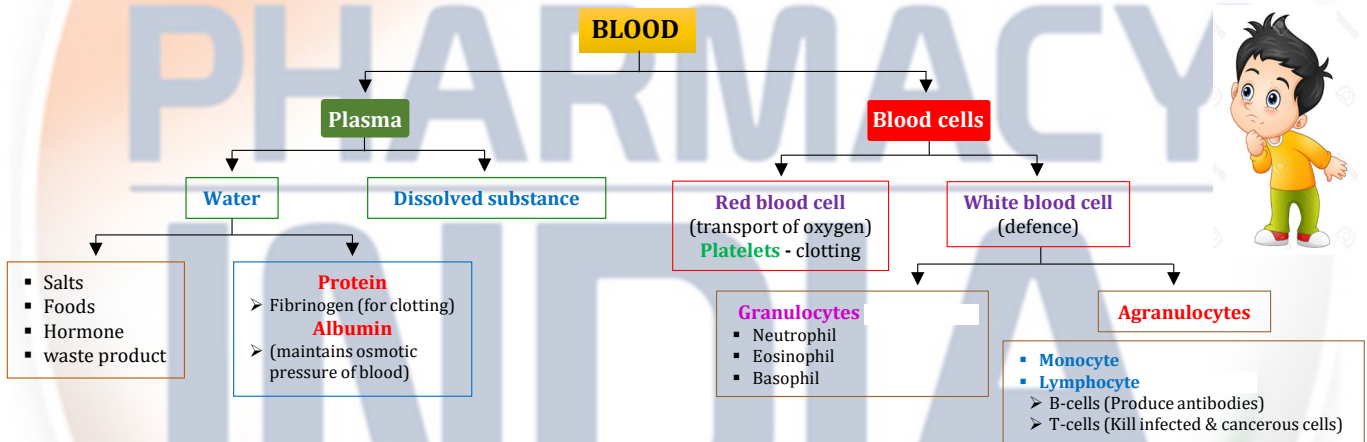 PHARMACY
INDIA
BLOOD
Plasma
Blood cells
Water
Dissolved substance
Red blood cell
(transport of oxygen)
Platelets - clotting
White blood cell
(defence)
▪ Salts
▪ Foods
▪ Hormone
▪ waste product
Protein
➢ Fibrinogen (for clotting)
Albumin
➢ (maintains osmotic
pressure of blood)
Granulocytes
▪ Neutrophil
▪ Eosinophil
▪ Basophil
Agranulocytes
▪ Monocyte
▪ Lymphocyte
➢ B-cells (Produce antibodies)
➢ T-cells (Kill infected & cancerous cells)